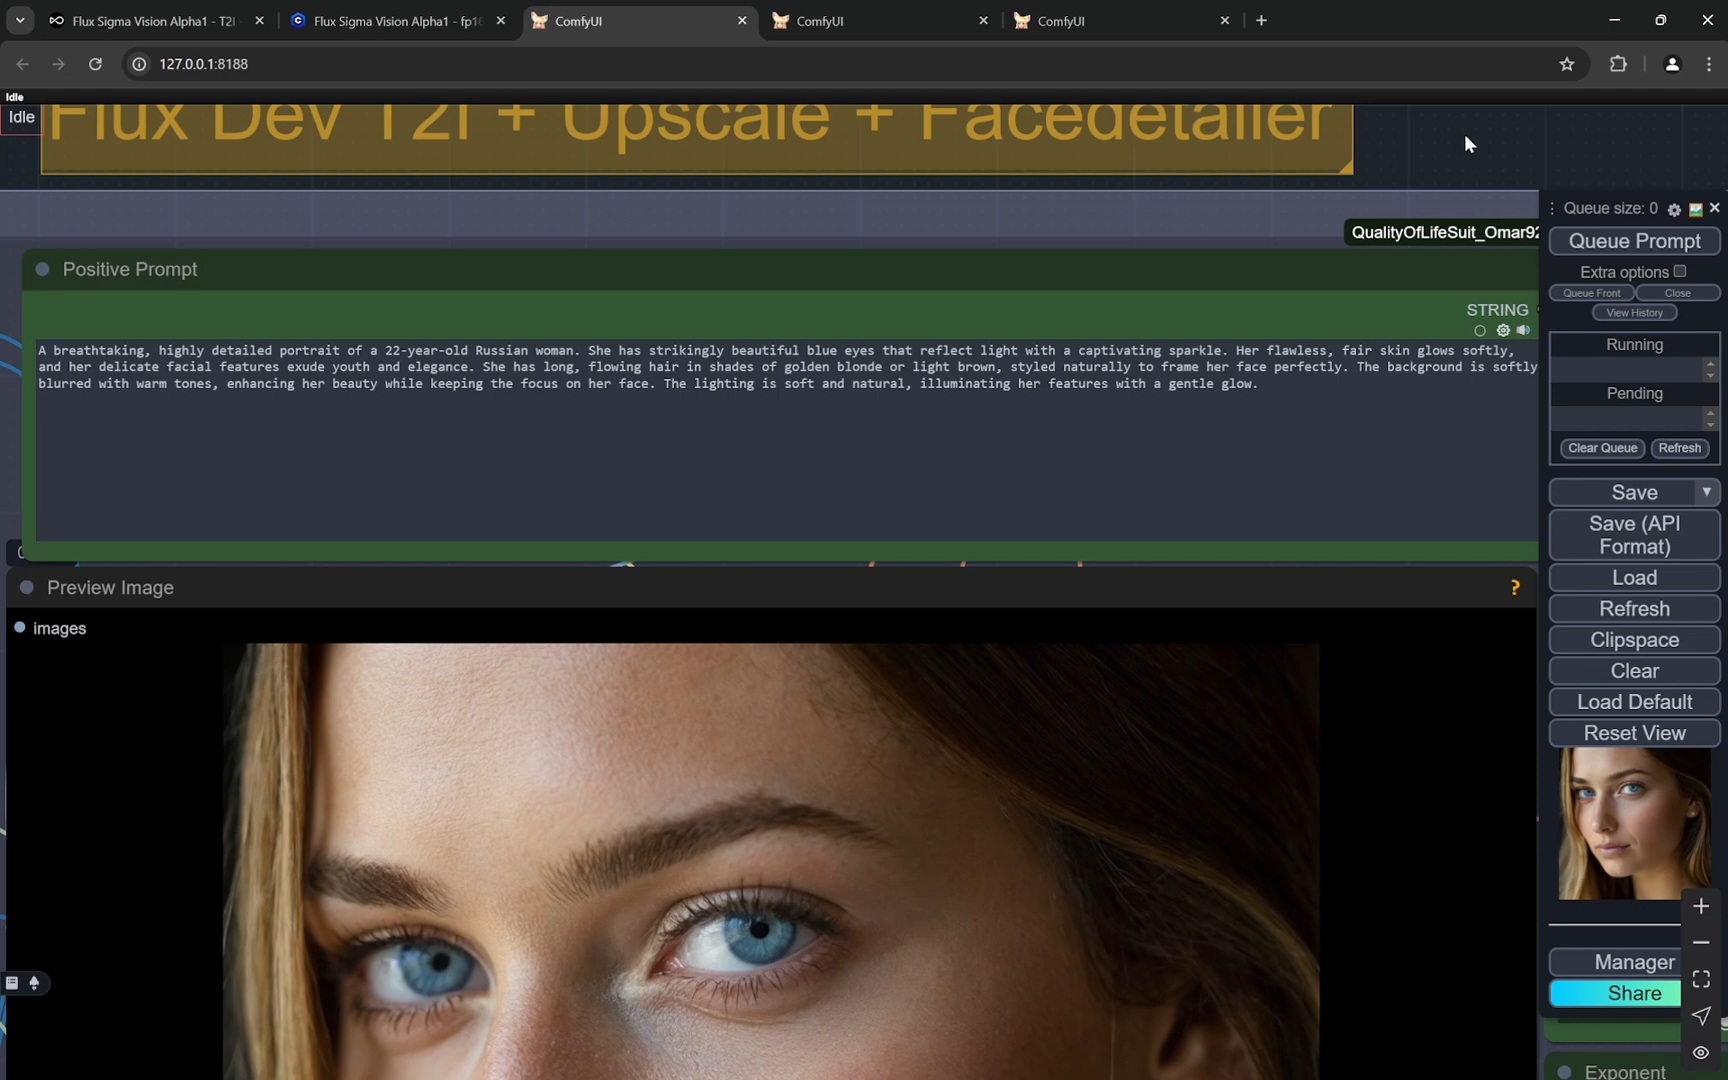 Flux Sigma Vision Alpha1 - T2I
Flux Sigma Vision Alpha1 - fp16
ComfyUI
ComfyUI
ComfyUI
127.0.0.1:8188
Idle
Idle
Flux Dev T2I + Upscale + Facedetailer
QualityOfLifeSuit_Omar92
Positive Prompt
STRING
A breathtaking, highly detailed portrait of a 22-year-old Russian woman. She has strikingly beautiful blue eyes that reflect light with a captivating sparkle. Her flawless, fair skin glows softly,
and her delicate facial features exude youth and elegance. She has long, flowing hair in shades of golden blonde or light brown, styled naturally to frame her face perfectly. The background is softly
blurred with warm tones, enhancing her beauty while keeping the focus on her face. The lighting is soft and natural, illuminating her features with a gentle glow.
Preview Image
?
images
Queue size: 0
Queue Prompt
Extra options
Queue Front Close
View History
Running
Pending
Clear Queue Refresh
Save ▼
Save (API
Format)
Load
Refresh
Clipspace
Clear
Load Default
Reset View
Manager
Share
Exponent